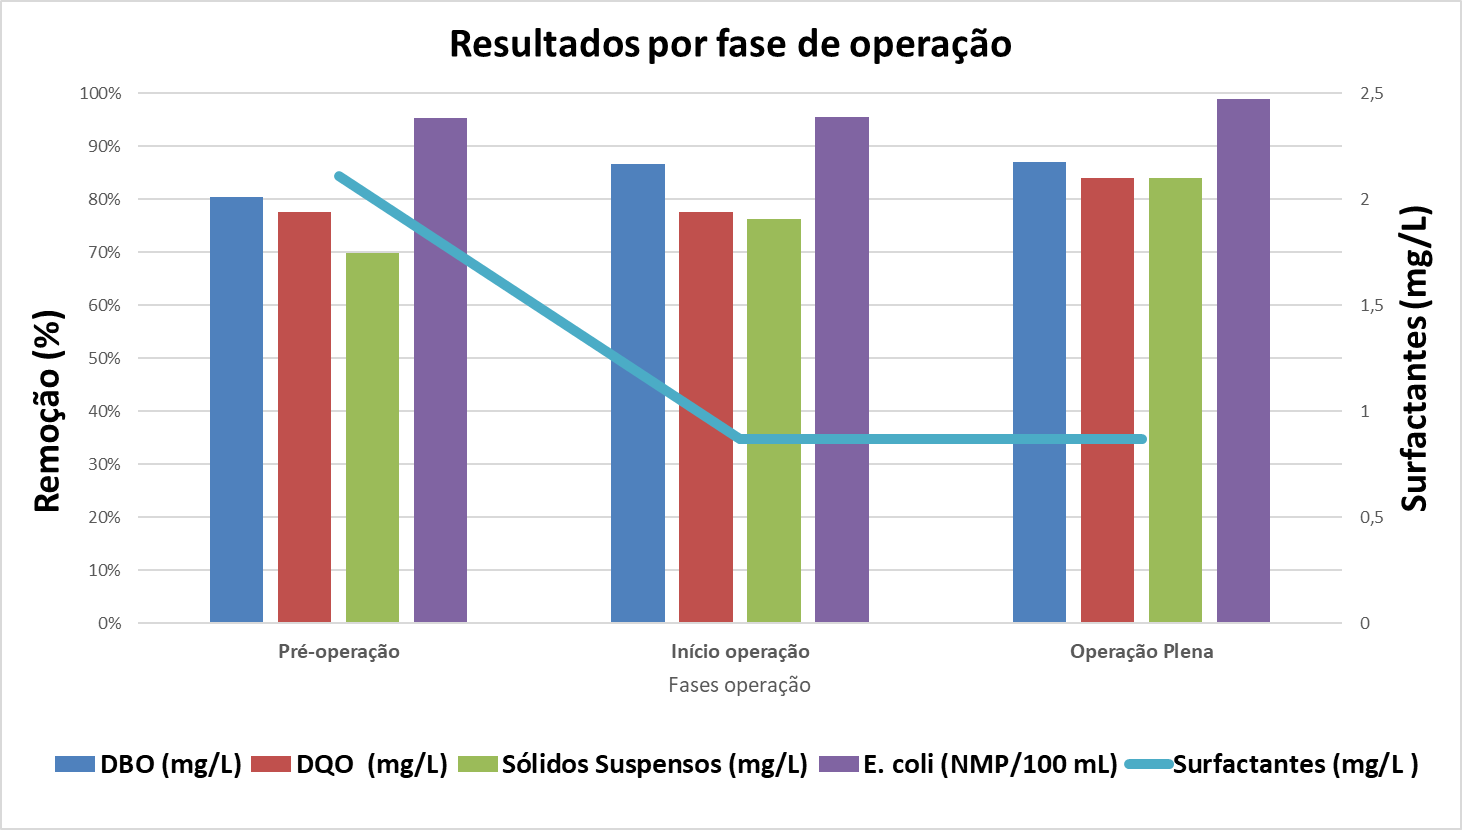 Resultados por fase de operação
100%
90%
80%
70%
60%
50%
40%
30%
20%
10%
0%
Remoção (%)
2,5
2
1,5
1
0,5
0
Surfactantes (mg/L)
Pré-operação
Início operação
Operação Plena
Fases operação
DBO (mg/L) DQO (mg/L) Sólidos Suspensos (mg/L) E. coli (NMP/100 mL) Surfactantes (mg/L )